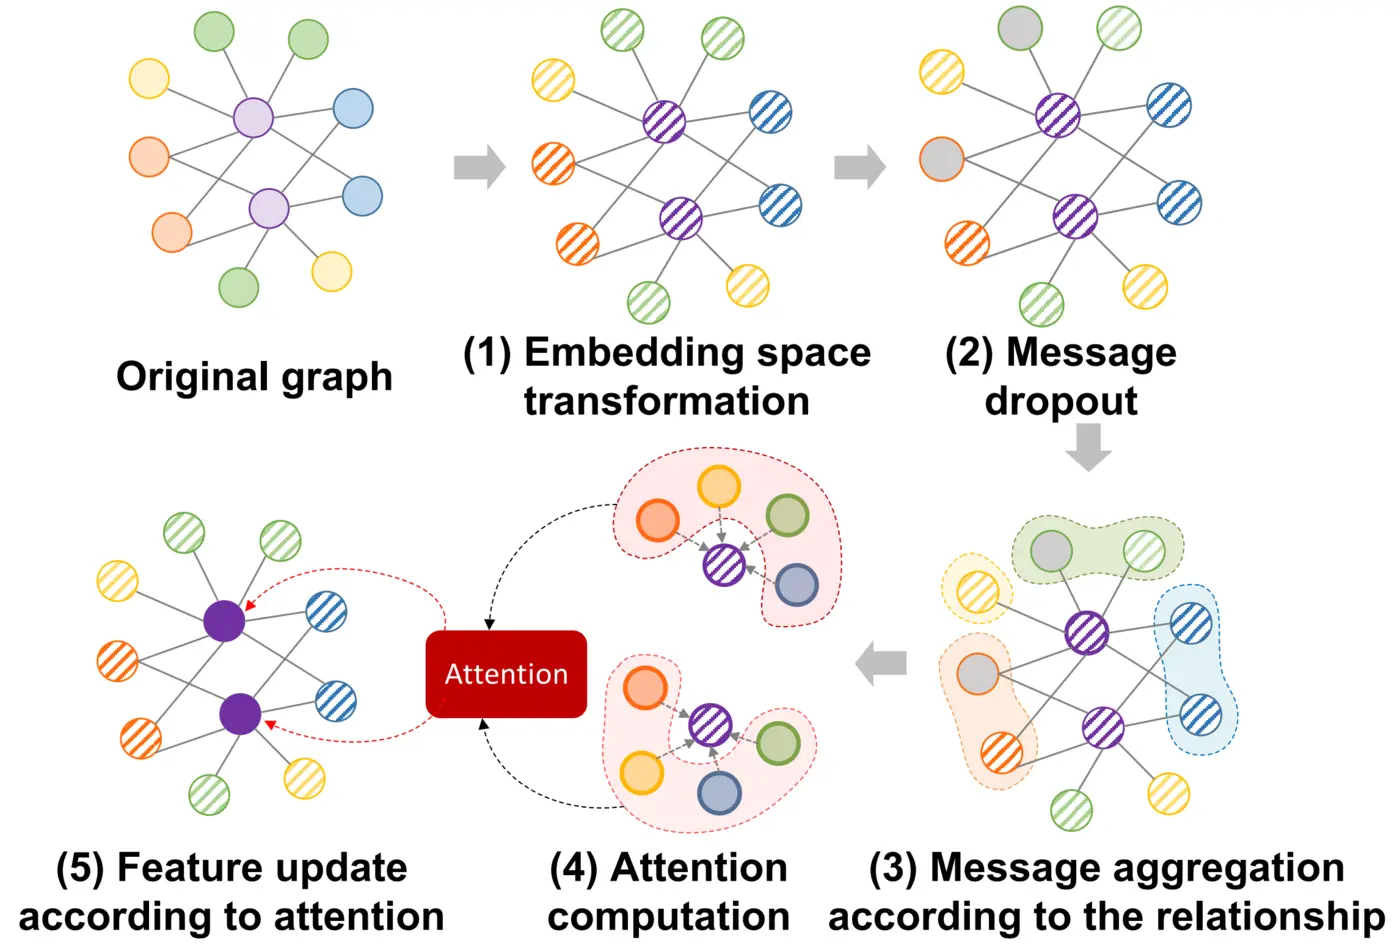 Original graph
(1) Embedding space
transformation
(2) Message
dropout
(3) Message aggregation
according to the relationship
Attention
(4) Attention
computation
(5) Feature update
according to attention